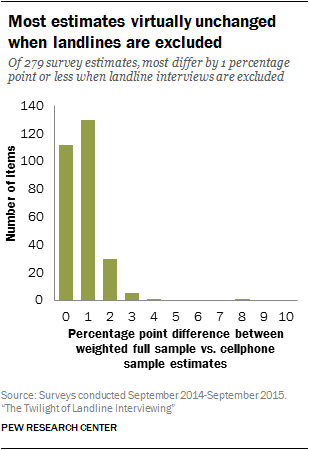 Most estimates virtually unchanged
when landlines are excluded
Of 279 survey estimates, most differ by 1 percentage
point or less when landline interviews are excluded
140
120
100
80
60
40
20
0
Number of items
0 1 2 3 4 5 6 7 8 9 10
Percentage point difference between
weighted full sample vs. cellphone
sample estimates
Source: Surveys conducted September 2014-September 2015.
“The Twilight of Landline Interviewing”
PEW RESEARCH CENTER